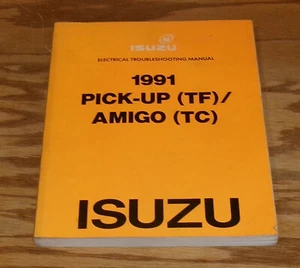 ISUZU
ELECTRICAL TROUBLESHOOTING MANUAL
1991
PICK-UP (TF)/
AMIGO (TC)
ISUZU